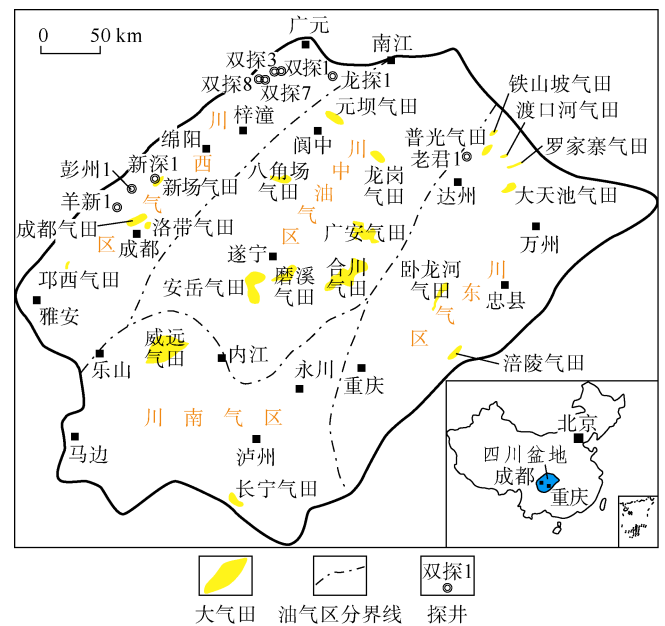 0 50 km
广元
南江
双探3
双探1
双探8
双探7
龙探1
铁山坡气田
渡口河气田
元坝气田
川
梓潼
绵阳
阆中
川
普光气田
罗家寨气田
老君1
彭州1
新深1
西
八角场
气田
中
龙岗
气田
新场气田
达州
大天池气田
羊新1
气
油
成都气田
洛带气田
气
广安气田
万州
区
成都
区
遂宁
邛西气田
安岳气田
磨溪
气田
合川
气田
卧龙河
气田
川
东
忠县
雅安
气
威远
气田
区
乐山
内江
涪陵气田
永川
重庆
川南气区
北京
马边
泸州
四川盆地
成都
重庆
长宁气田
双探1
大气田
油气区分界线
探井